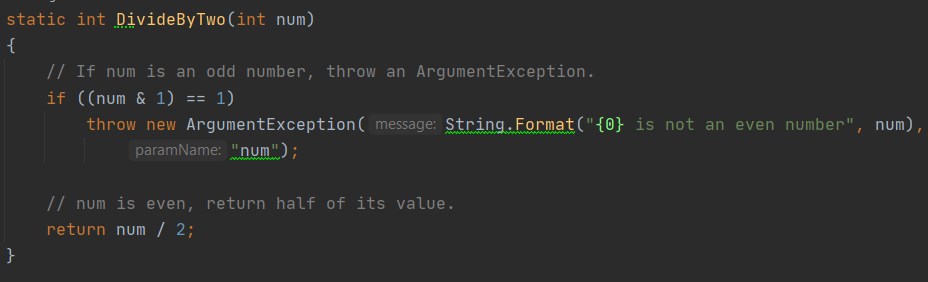 static int DivideByTwo(int num)
{
// If num is an odd number, throw an ArgumentException.
if ((num & 1) == 1)
throw new ArgumentException( message: String.Format("{0} is not an even number", num),
paramName: "num");
// num is even, return half of its value.
return num / 2;
}